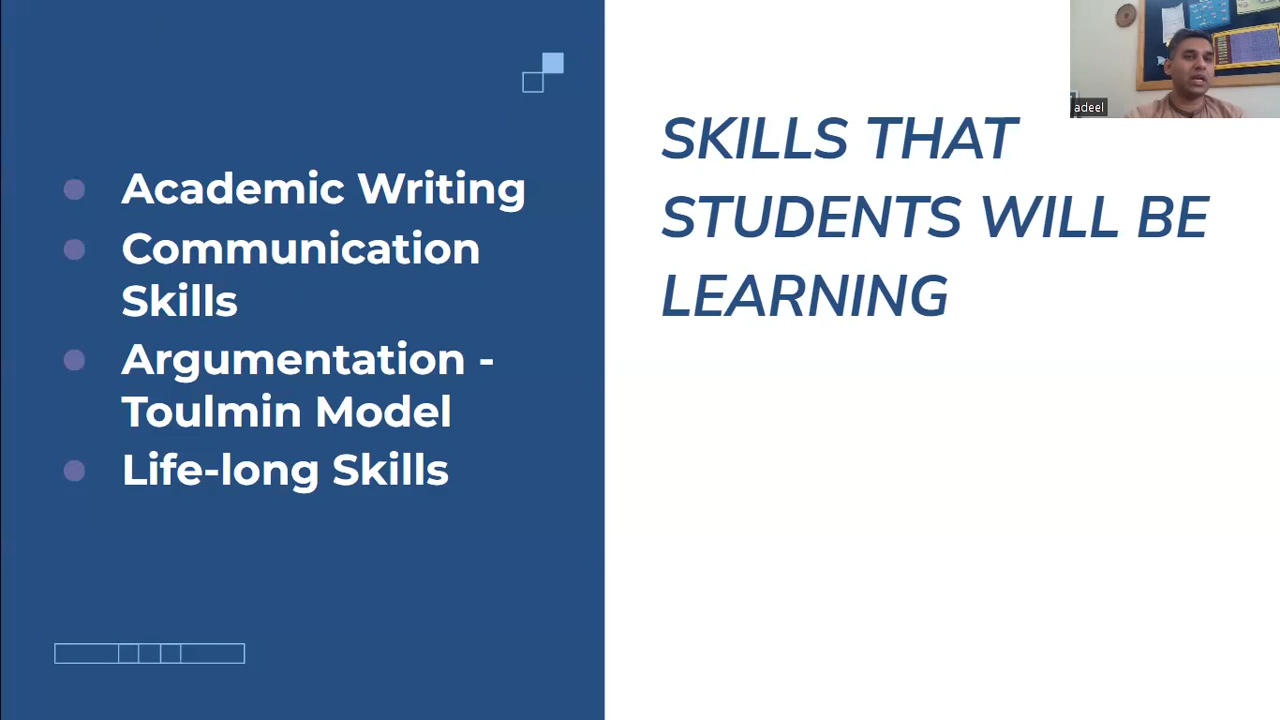 Academic Writing
Communication
Skills
Argumentation -
Toulmin Model
Life-long Skills
SKILLS THAT
STUDENTS WILL BE
LEARNING
adeel